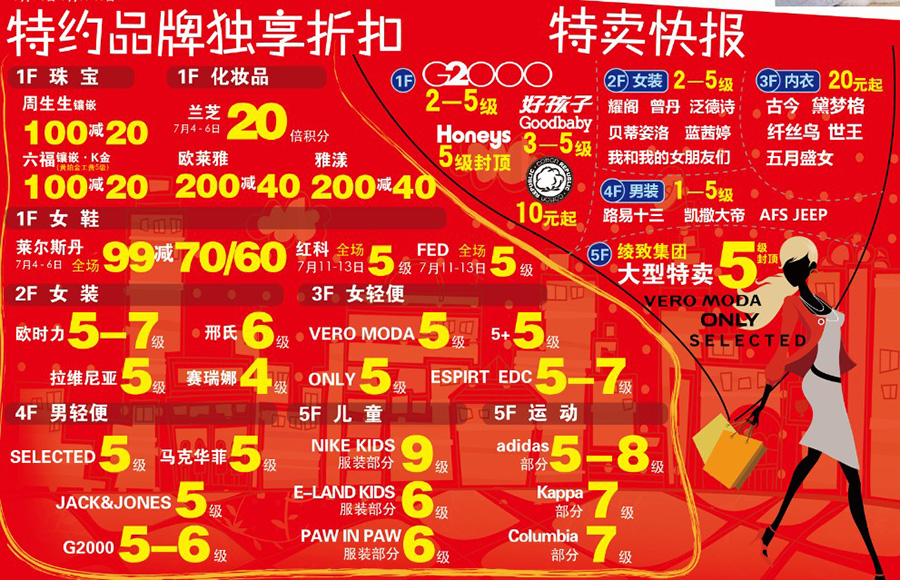 特约品牌独享折扣
1F 珠 宝
周生生镶嵌
100减20
六福镶嵌·K金
(黄铂金工费5级)
100减20
1F 化妆品
兰芝
7月4-6日
20倍积分
欧莱雅
200减40
雅漾
200减40
1F 女 鞋
莱尔斯丹
7月4-6日 全场
99减70/60
红科 全场
7月11-13日
5级
FED 全场
7月11-13日
5级
2F 女 装
欧时力5-7级
邢氏6级
拉维尼亚5级
赛瑞娜4级
3F 女轻便
VERO MODA 5级
5+ 5级
ONLY 5级
ESPIRT EDC 5-7级
4F 男轻便
SELECTED 5级
马克华菲5级
JACK&JONES 5级
G2000 5-6级
5F 儿 童
NIKE KIDS
服装部分
9级
E-LAND KIDS
服装部分
6级
PAW IN PAW
服装部分
6级
5F 运 动
adidas
部分
5-8级
Kappa
部分
7级
Columbia
部分
7级
特卖快报
1F
G2000
2-5级
好孩子
Goodbaby
3-5级
Honeys
5级封顶
COTTON REPUBLIC
10元起
2F 女装 2-5级
耀阁 曾丹 泛德诗
贝蒂姿洛 蓝茜婷
我和我的女朋友们
3F 内衣 20元起
古今 黛梦格
纤丝鸟 世王
五月盛女
4F 男装 1-5级
路易十三 凯撒大帝 AFS JEEP
5F 绫致集团
大型特卖
5级封顶
VERO MODA
ONLY
SELECTED